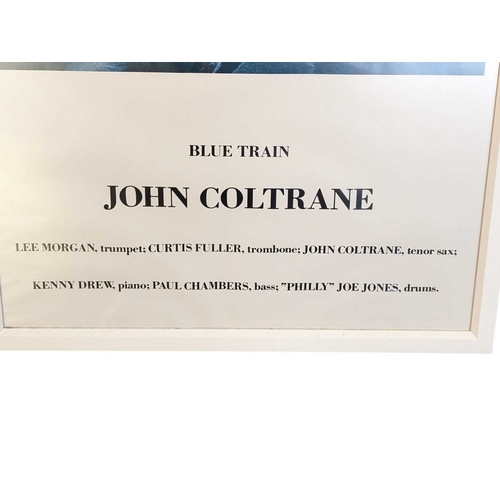 BLUE TRAIN
JOHN COLTRANE
LEE MORGAN, trumpet; CURTIS FULLER, trombone; JOHN COLTRANE, tenor sax;
KENNY DREW, piano; PAUL CHAMBERS, bass; "PHILLY" JOE JONES, drums.